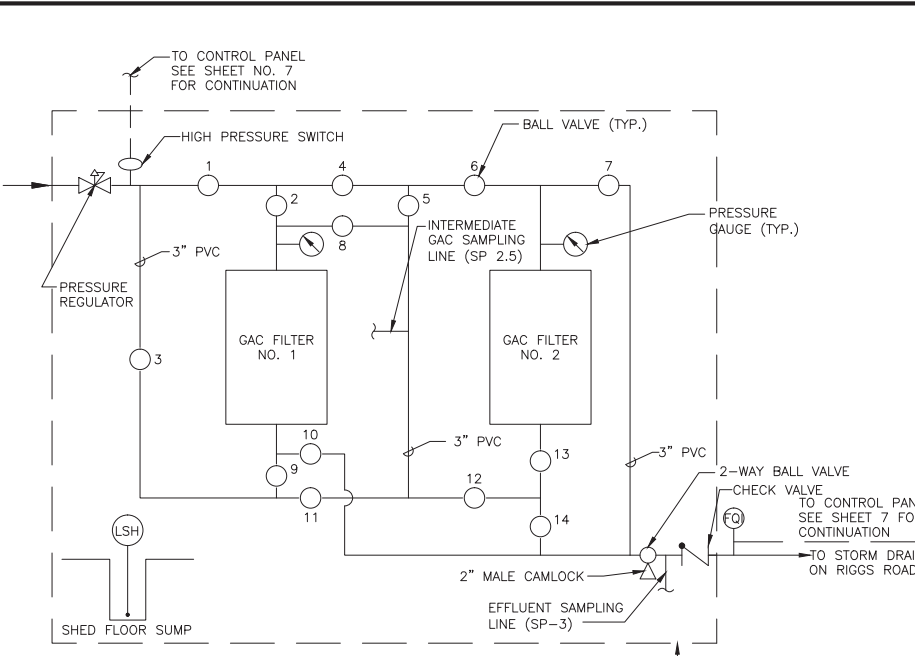 TO CONTROL PANEL
SEE SHEET NO. 7
FOR CONTINUATION
HIGH PRESSURE SWITCH
BALL VALVE (TYP.)
1
4
6
7
2
5
8
INTERMEDIATE
GAC SAMPLING
LINE (SP 2.5)
PRESSURE
GAUGE (TYP.)
3" PVC
PRESSURE
REGULATOR
GAC FILTER
NO. 1
GAC FILTER
NO. 2
3
10
3" PVC
13
3" PVC
9
2-WAY BALL VALVE
CHECK VALVE
11
12
14
TO CONTROL PAN
SEE SHEET 7 FO
CONTINUATION
FQI
LSH
TO STORM DRAI
ON RIGGS ROAD
2" MALE CAMLOCK
EFFLUENT SAMPLING
LINE (SP-3)
SHED FLOOR SUMP